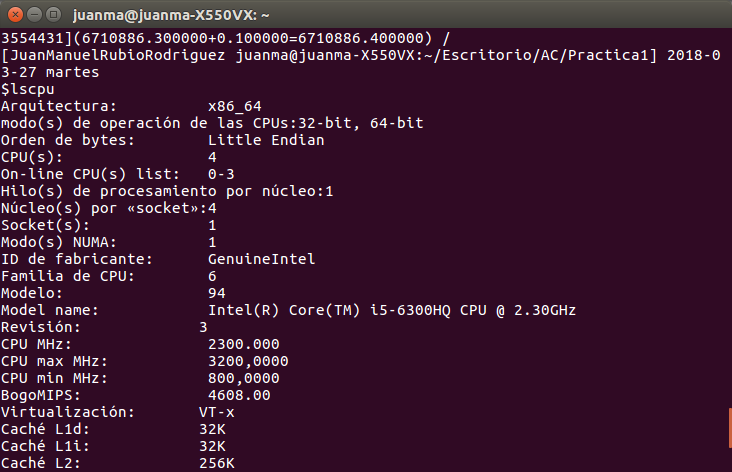 juanma@juanma-X550VX: ~
3554431](6710886.300000+0.100000=6710886.400000) /
[JuanManuelRubioRodriguez juanma@juanma-X550VX:~/Escritorio/AC/Practica1] 2018-0
3-27 martes
$lscpu
Arquitectura:          x86_64
modo(s) de operación de las CPUs:32-bit, 64-bit
Orden de bytes:        Little Endian
CPU(s):                4
On-line CPU(s) list:   0-3
Hilo(s) de procesamiento por núcleo:1
Núcleo(s) por «socket»:4
Socket(s):             1
Modo(s) NUMA:          1
ID de fabricante:      GenuineIntel
Familia de CPU:        6
Modelo:                94
Model name:            Intel(R) Core(TM) i5-6300HQ CPU @ 2.30GHz
Revisión:             3
CPU MHz:               2300.000
CPU max MHz:           3200,0000
CPU min MHz:           800,0000
BogoMIPS:              4608.00
Virtualización:       VT-x
Caché L1d:            32K
Caché L1i:            32K
Caché L2:             256K